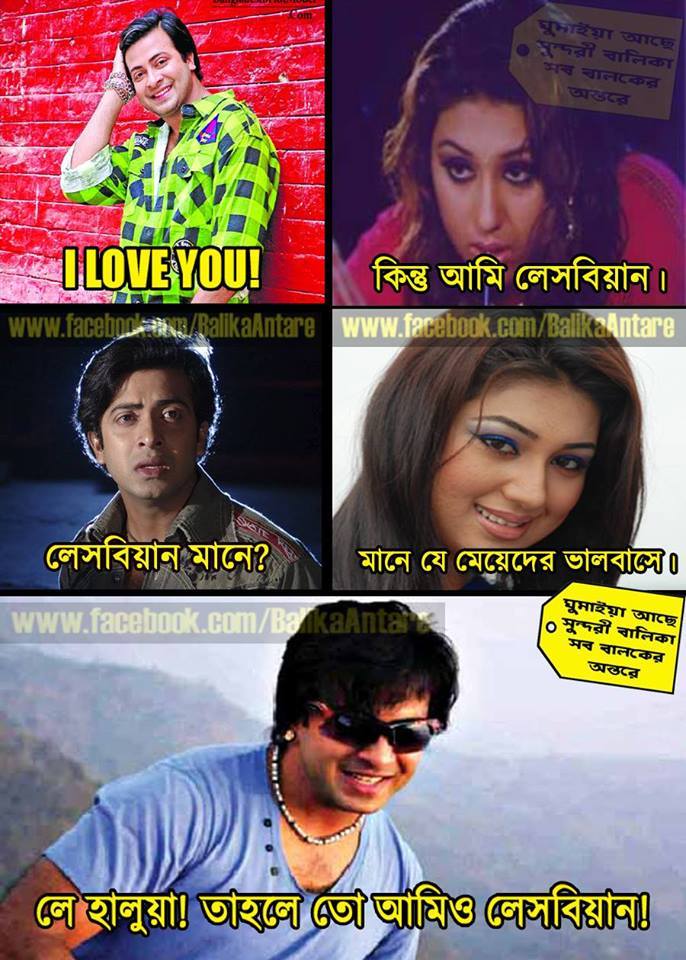 .Com
ঘুমাইয়া আছে
সুন্দরী বালিকা
সব বালকের
অন্তরে
I LOVE YOU!
কিন্তু আমি লেসবিয়ান।
www.facebook.com/BalikaAntare
www.facebook.com/BalikaAntare
লেসবিয়ান মানে?
মানে যে মেয়েদের ভালবাসে।
www.facebook.com/BalikaAntare
ঘুমাইয়া আছে
সুন্দরী বালিকা
সব বালকের
অন্তরে
লে হালুয়া! তাহলে তো আমিও লেসবিয়ান!